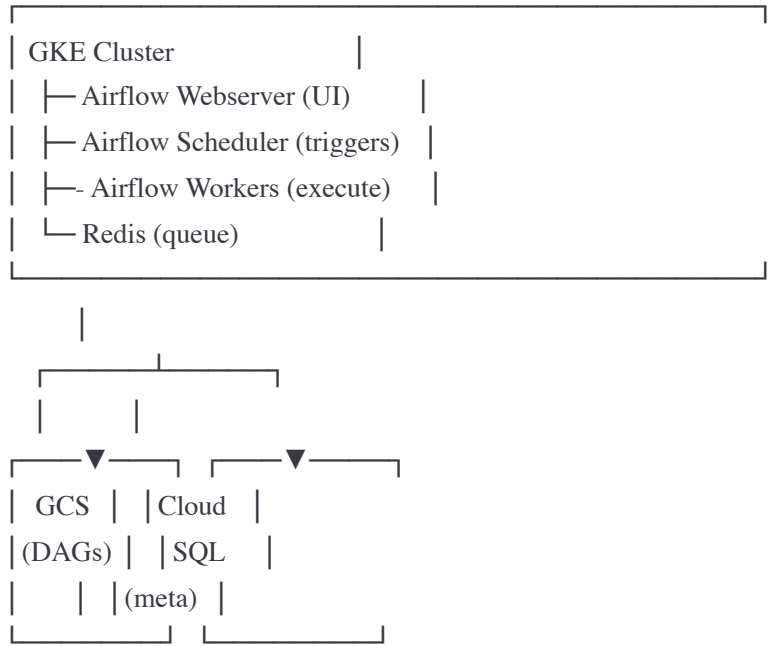 GKE Cluster
├─ Airflow Webserver (UI)
├─ Airflow Scheduler (triggers)
├─- Airflow Workers (execute)
└─ Redis (queue)
GCS Cloud
(DAGs) SQL
(meta)